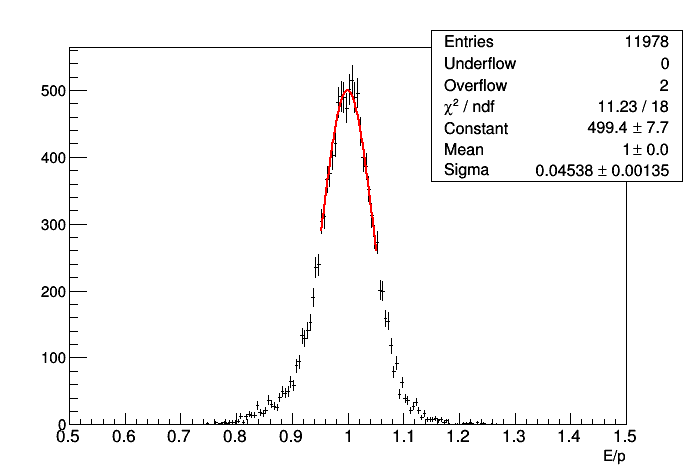 Entries 11978
Underflow 0
Overflow 2
χ² / ndf 11.23 / 18
Constant 499.4 ± 7.7
Mean 1 ± 0.0
Sigma 0.04538 ± 0.00135
500
400
300
200
100
0
0.5 0.6 0.7 0.8 0.9 1 1.1 1.2 1.3 1.4 1.5
E/p